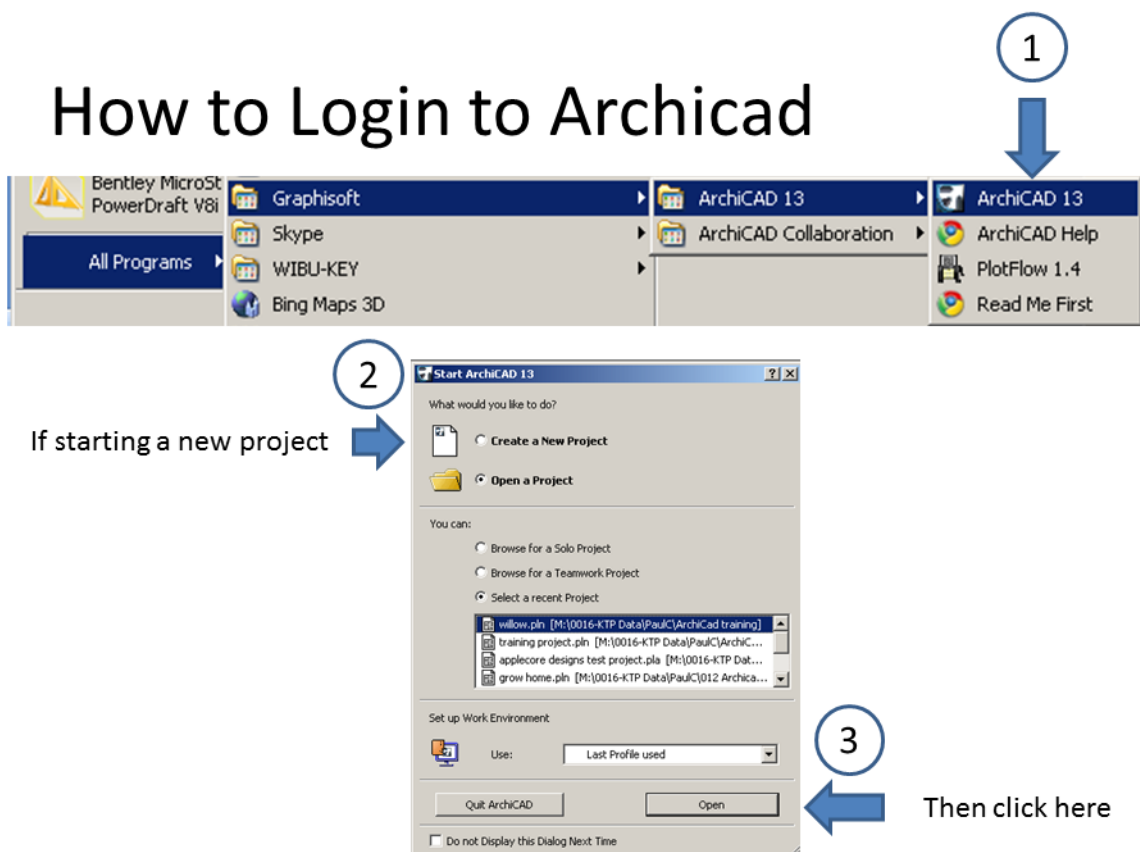 1
How to Login to Archicad
Bentley MicroSt
PowerDraft V8i
All Programs
Graphisoft
Skype
WIBU-KEY
Bing Maps 3D
ArchiCAD 13
ArchiCAD Collaboration
ArchiCAD 13
ArchiCAD Help
PlotFlow 1.4
Read Me First
2
If starting a new project
Start ArchiCAD 13
What would you like to do?
Create a New Project
Open a Project
You can:
Browse for a Solo Project
Browse for a Teamwork Project
Select a recent Project
willow.pln [M:\0016-KTP Data\PaulC\ArchiCad training]
training project.pln [M:\0016-KTP Data\PaulC\ArchiC...
applecore designs test project.pla [M:\0016-KTP Dat...
grow home.pln [M:\0016-KTP Data\PaulC\012 Archica...
Set up Work Environment
Use: Last Profile used
3
Quit ArchiCAD Open
Then click here
Do not Display this Dialog Next Time